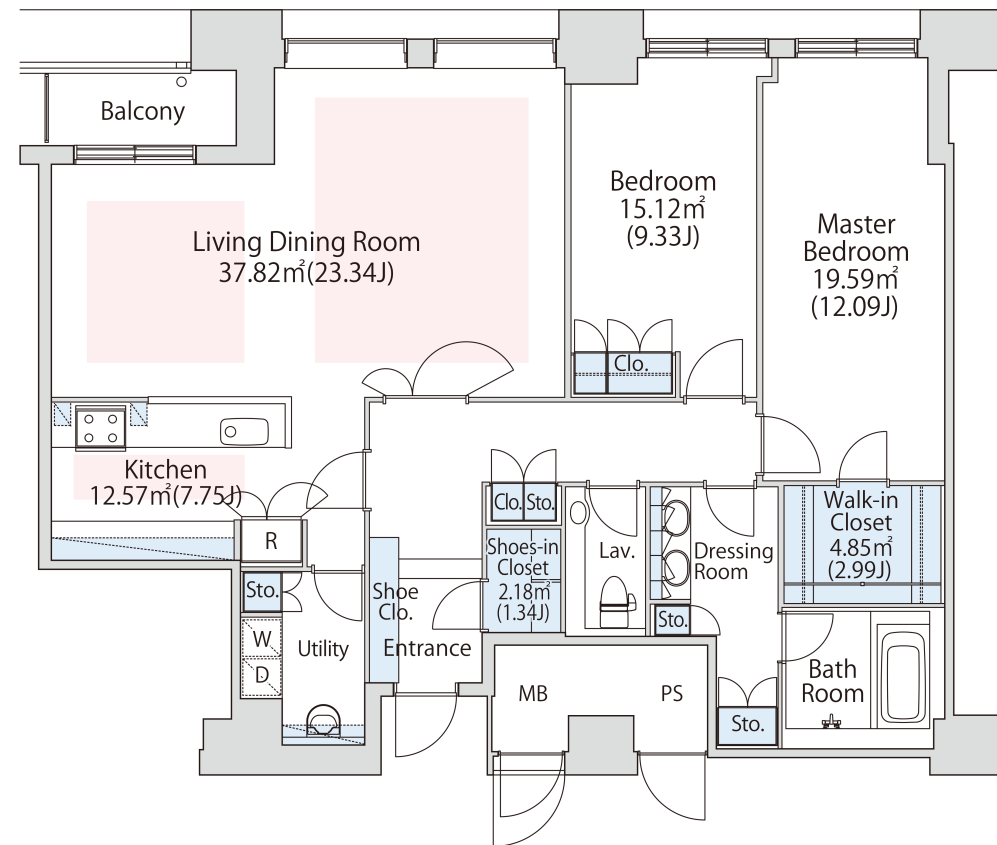 Balcony
Living Dining Room
37.82㎡(23.34J)
Bedroom
15.12㎡
(9.33J)
Master
Bedroom
19.59㎡
(12.09J)
Clo.
Kitchen
12.57㎡(7.75J)
R
Clo.
Sto.
Shoes-in
Closet
2.18㎡
(1.34J)
Lav.
Dressing
Room
Walk-in
Closet
4.85㎡
(2.99J)
Sto.
Shoe
Clo.
Sto.
W
D
Utility
Entrance
MB
PS
Bath
Room
Sto.